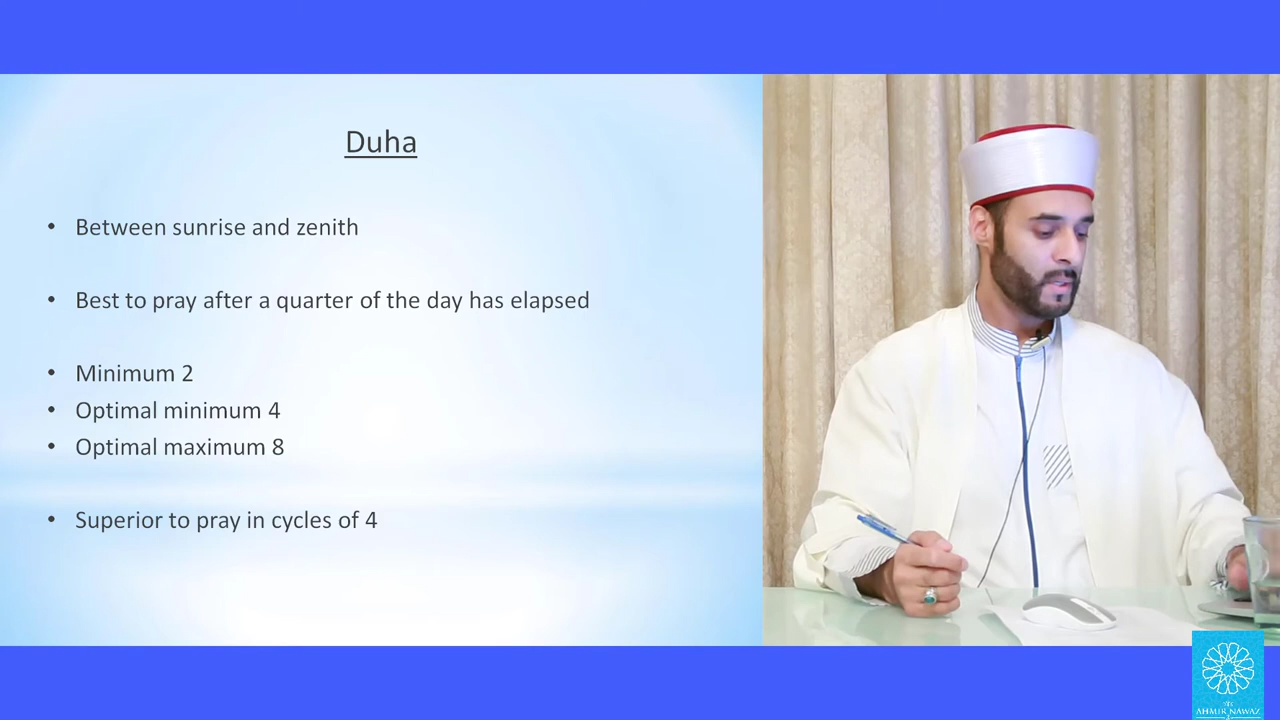 Duha
• Between sunrise and zenith
• Best to pray after a quarter of the day has elapsed
• Minimum 2
• Optimal minimum 4
• Optimal maximum 8
• Superior to pray in cycles of 4
AHMIR NAWAZ